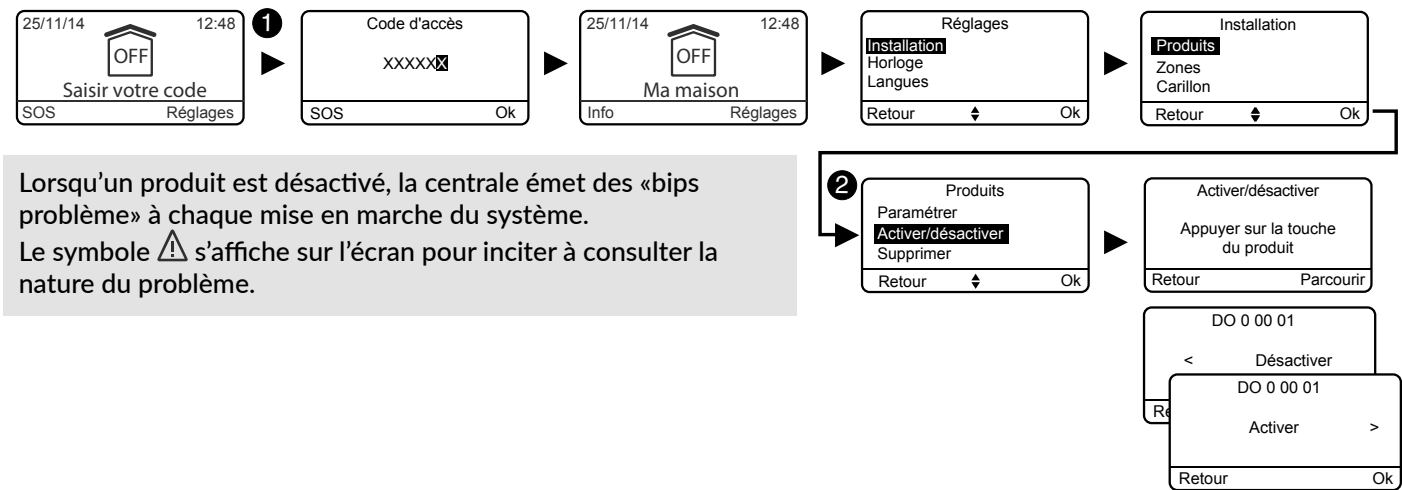 25/11/14 12:48
OFF
Saisir votre code
SOS Réglages
1
Code d'accès
XXXXXX
SOS Ok
25/11/14 12:48
OFF
Ma maison
Info Réglages
Réglages
Installation
Horloge
Langues
Retour Ok
Installation
Produits
Zones
Carillon
Retour Ok
Lorsqu'un produit est désactivé, la centrale émet des «bips
problème» à chaque mise en marche du système.
Le symbole ⚠ s'affiche sur l'écran pour inciter à consulter la
nature du problème.
2
Produits
Paramétrer
Activer/désactiver
Supprimer
Retour Ok
Activer/désactiver
Appuyer sur la touche
du produit
Retour Parcourir
DO 0 00 01
< Désactiver
Re
DO 0 00 01
Activer >
Retour Ok